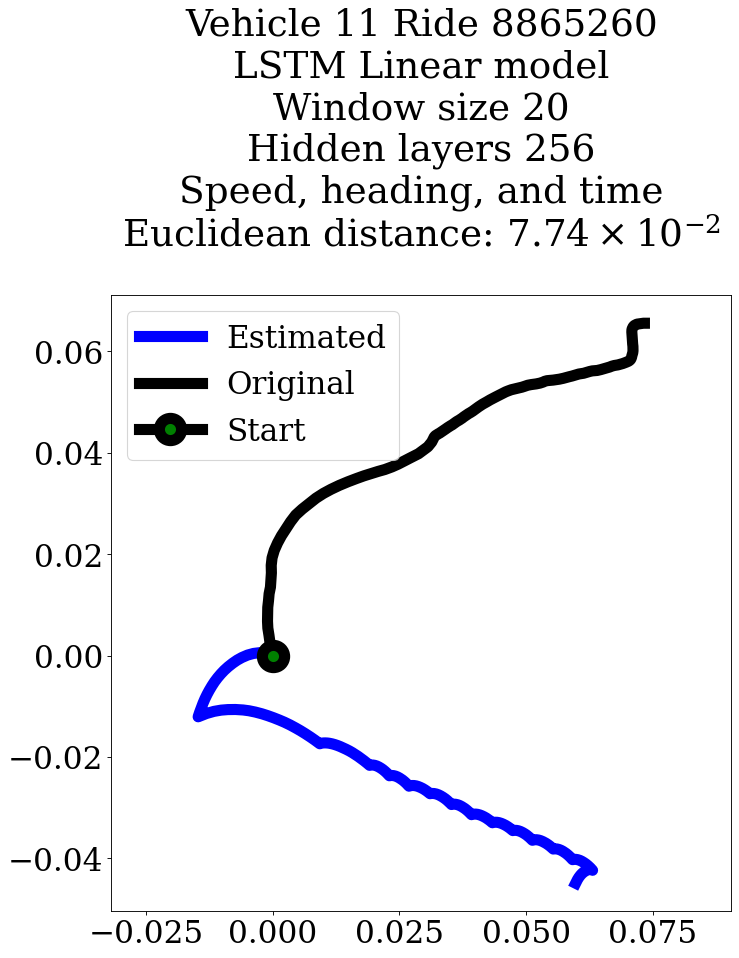 Vehicle 11 Ride 8865260
LSTM Linear model
Window size 20
Hidden layers 256
Speed, heading, and time
Euclidean distance: 7.74 × 10⁻²
Estimated
Original
Start
0.06
0.04
0.02
0.00
−0.02
−0.04
−0.025 0.000 0.025 0.050 0.075